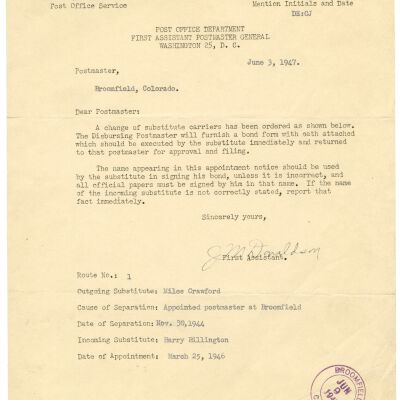 Post Office Service
Mention Initials and Date
DE:CJ
POST OFFICE DEPARTMENT
FIRST ASSISTANT POSTMASTER GENERAL
WASHINGTON 25, D. C.
June 3, 1947.
Postmaster,
Broomfield, Colorado.
Dear Postmaster:
A change of substitute carriers has been ordered as shown below.
The Disbursing Postmaster will furnish a bond form with oath attached
which should be executed by the substitute immediately and returned
to that postmaster for approval and filing.
The name appearing in this appointment notice should be used
by the substitute in signing his bond, unless it is incorrect, and
all official papers must be signed by him in that name. If the name
of the incoming substitute is not correctly stated, report that
fact immediately.
Sincerely yours,
J M Donaldson
First Assistant.
Route No.: 1
Outgoing Substitute: Miles Crawford
Cause of Separation: Appointed postmaster at Broomfield
Date of Separation: Nov. 30, 1944
Incoming Substitute: Harry Billington
Date of Appointment: March 25, 1946
BROOMFIELD
JUN
9